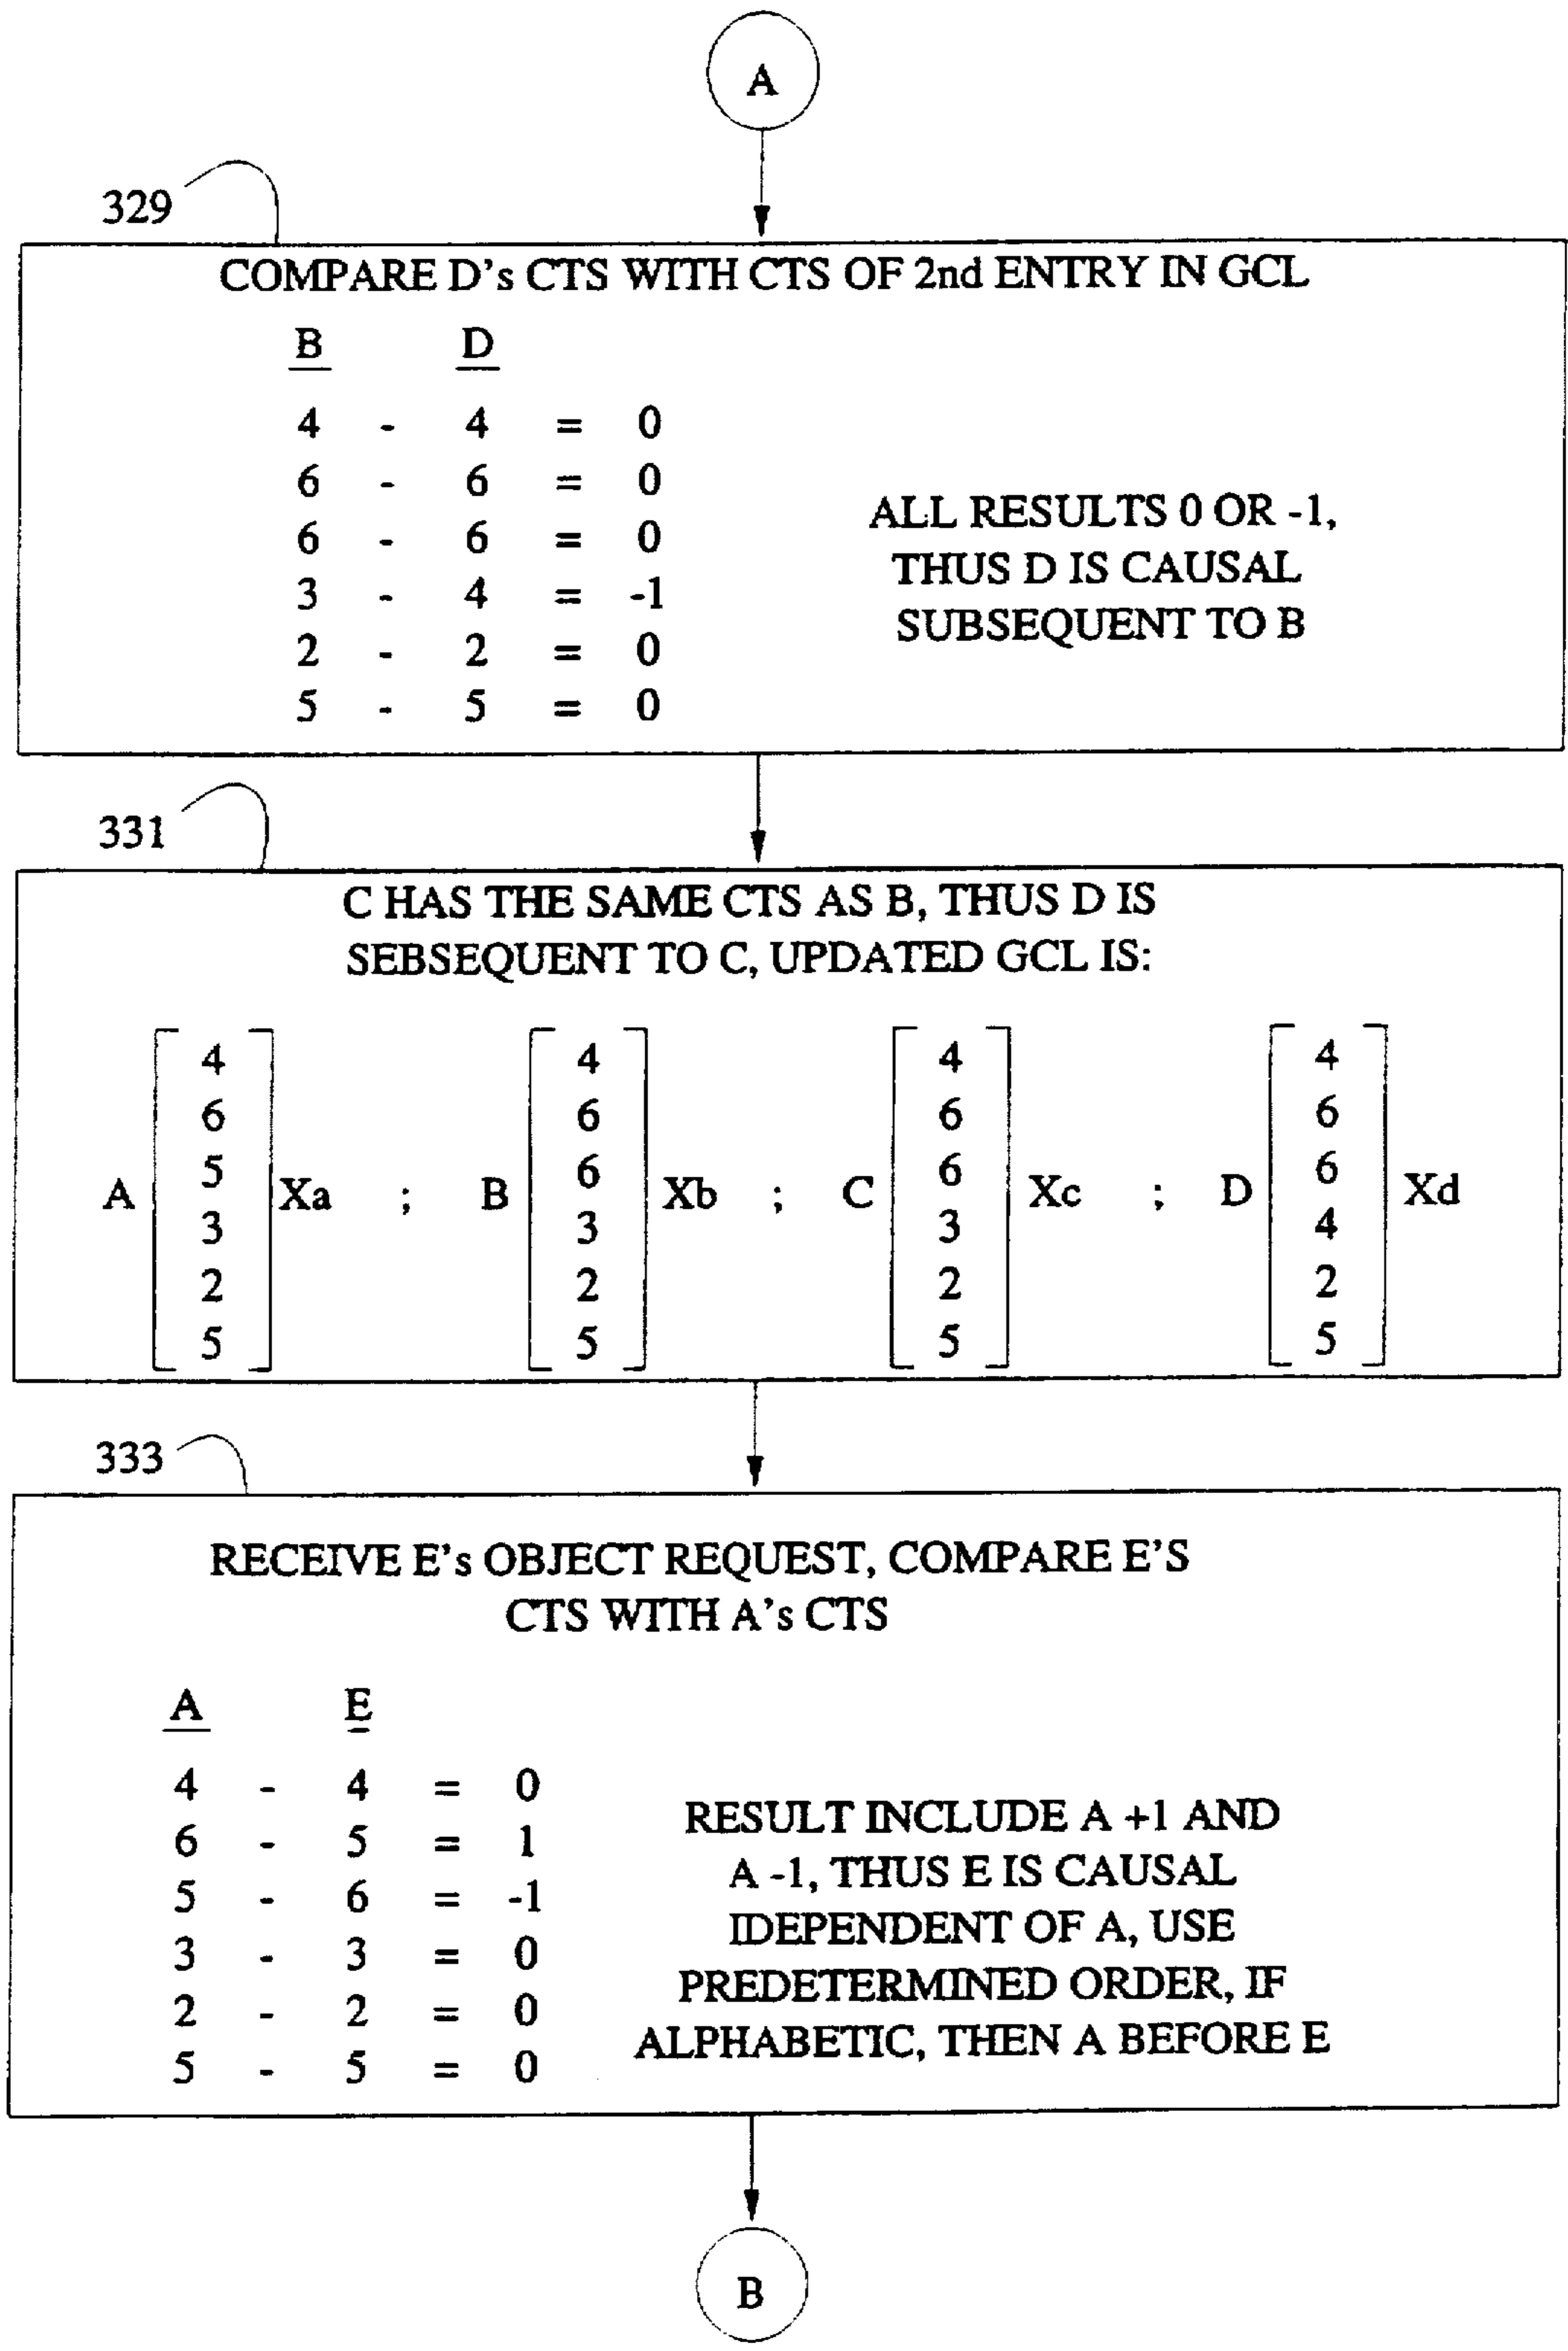 A
329
COMPARE D's CTS WITH CTS OF 2nd ENTRY IN GCL
B D
4 - 4 = 0
6 - 6 = 0
6 - 6 = 0
3 - 4 = -1
2 - 2 = 0
5 - 5 = 0
ALL RESULTS 0 OR -1,
THUS D IS CAUSAL
SUBSEQUENT TO B
331
C HAS THE SAME CTS AS B, THUS D IS
SEBSEQUENT TO C, UPDATED GCL IS:
4 4 4 4
6 6 6 6
5 6 6 6
A Xa ; B Xb ; C Xc ; D Xd
3 3 3 4
2 2 2 2
5 5 5 5
333
RECEIVE E's OBJECT REQUEST, COMPARE E'S
CTS WITH A's CTS
A E
4 - 4 = 0
6 - 5 = 1
5 - 6 = -1
3 - 3 = 0
2 - 2 = 0
5 - 5 = 0
RESULT INCLUDE A +1 AND
A -1, THUS E IS CAUSAL
IDEPENDENT OF A, USE
PREDETERMINED ORDER, IF
ALPHABETIC, THEN A BEFORE E
B